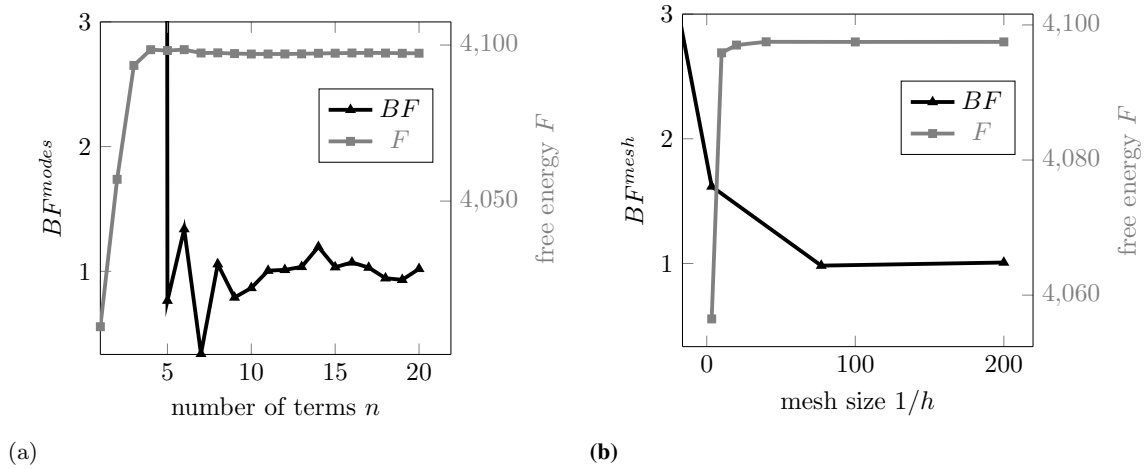 3
2
1
BF^{modes}
4,100
4,050
free energy F
BF
F
5
10
15
20
number of terms n
(a)
3
2
1
BF^{mesh}
4,100
4,080
4,060
free energy F
BF
F
0
100
200
mesh size 1/h
(b)